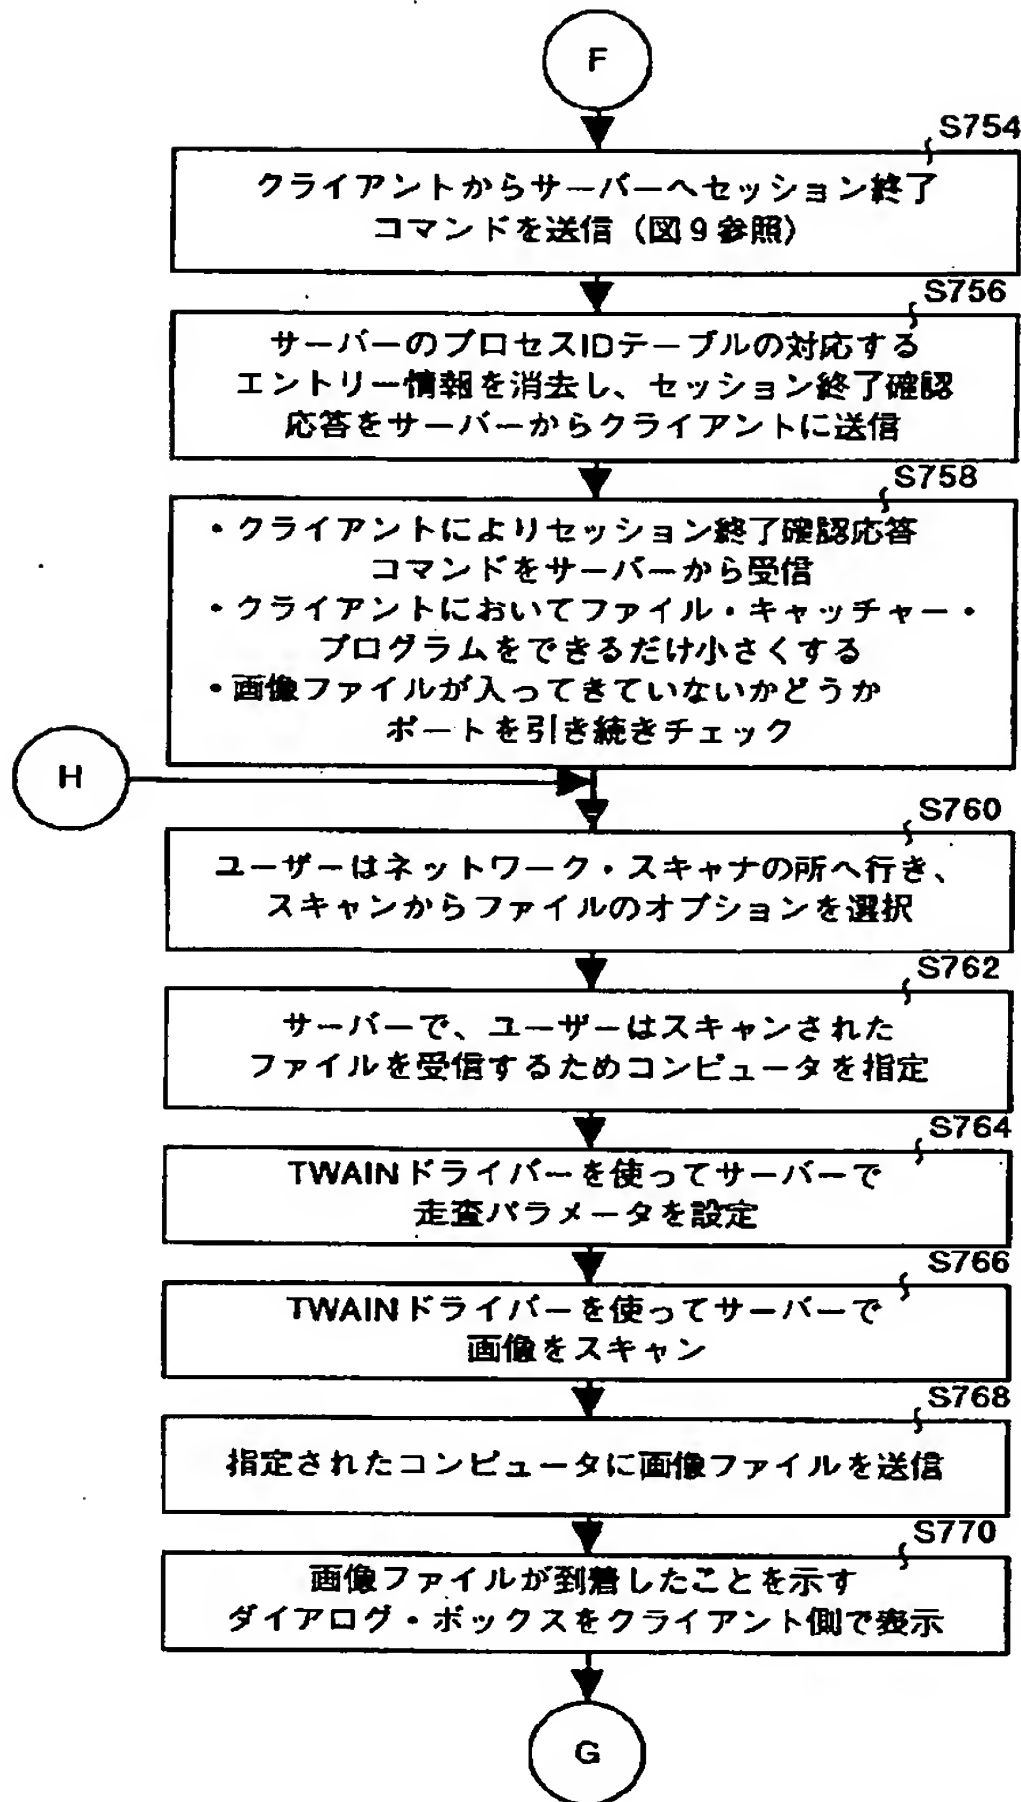 F
S754
クライアントからサーバーへセッション終了
コマンドを送信（図9参照）
S756
サーバーのプロセスIDテーブルの対応する
エントリー情報を消去し、セッション終了確認
応答をサーバーからクライアントに送信
S758
・クライアントによりセッション終了確認応答
コマンドをサーバーから受信
・クライアントにおいてファイル・キャッチャー・
プログラムをできるだけ小さくする
・画像ファイルが入ってきていないかどうか
ポートを引き続きチェック
H
S760
ユーザーはネットワーク・スキャナの所へ行き、
スキャンからファイルのオプションを選択
S762
サーバーで、ユーザーはスキャンされた
ファイルを受信するためコンピュータを指定
S764
TWAINドライバーを使ってサーバーで
走査パラメータを設定
S766
TWAINドライバーを使ってサーバーで
画像をスキャン
S768
指定されたコンピュータに画像ファイルを送信
S770
画像ファイルが到着したことを示す
ダイアログ・ボックスをクライアント側で表示
G